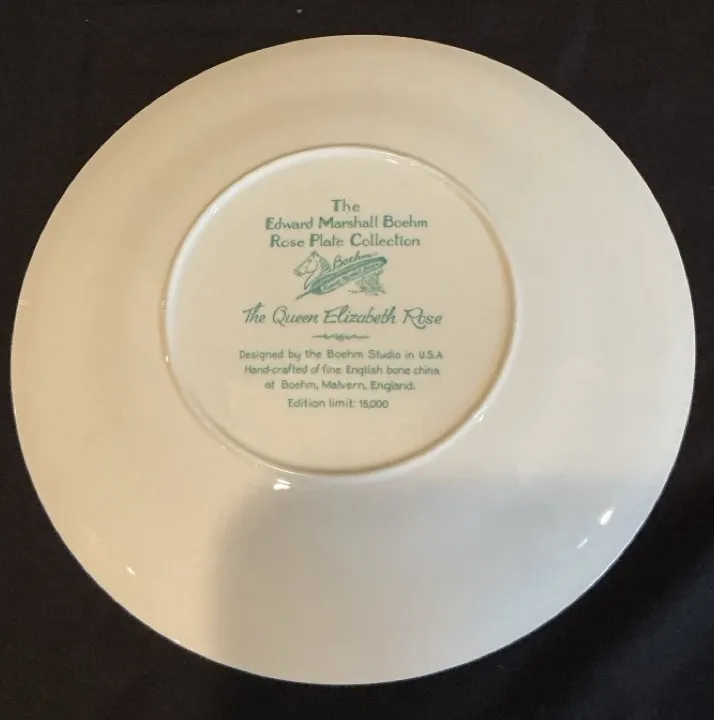 The
Edward Marshall Boehm
Rose Plate Collection
Boehm
The Queen Elizabeth Rose
Designed by the Boehm Studio in U.S.A.
Hand-crafted of fine English bone china
at Boehm, Malvern, England.
Edition limit: 15,000